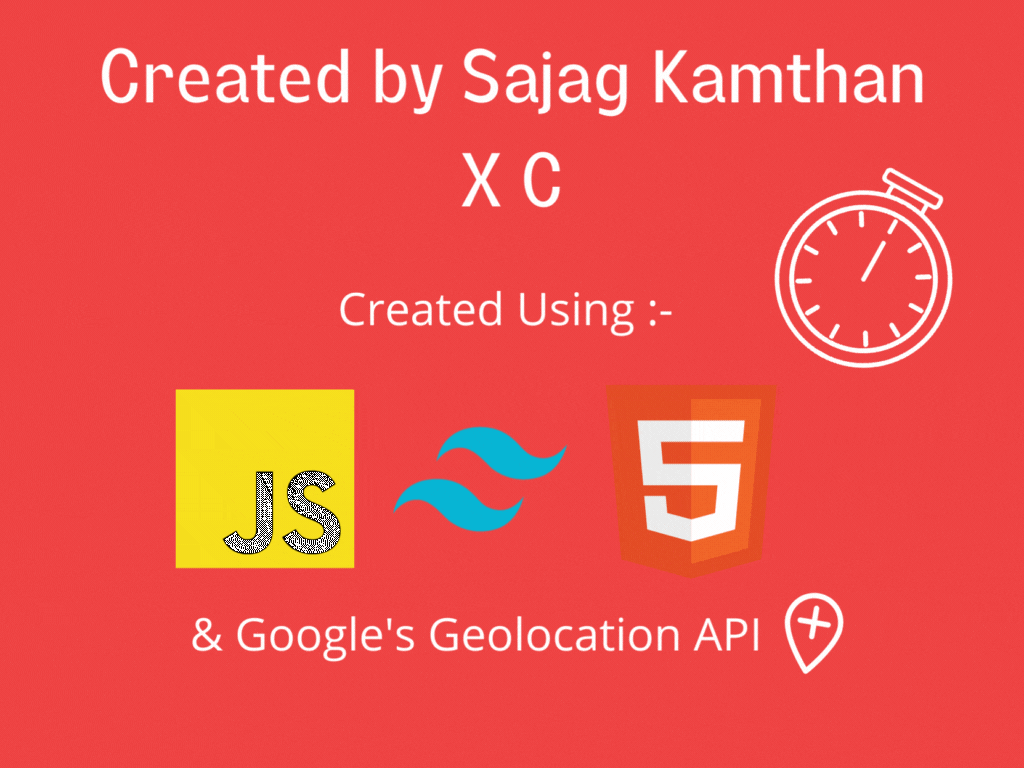 Created by Sajag Kamthan
X C
Created Using :-
JS
5
& Google's Geolocation API